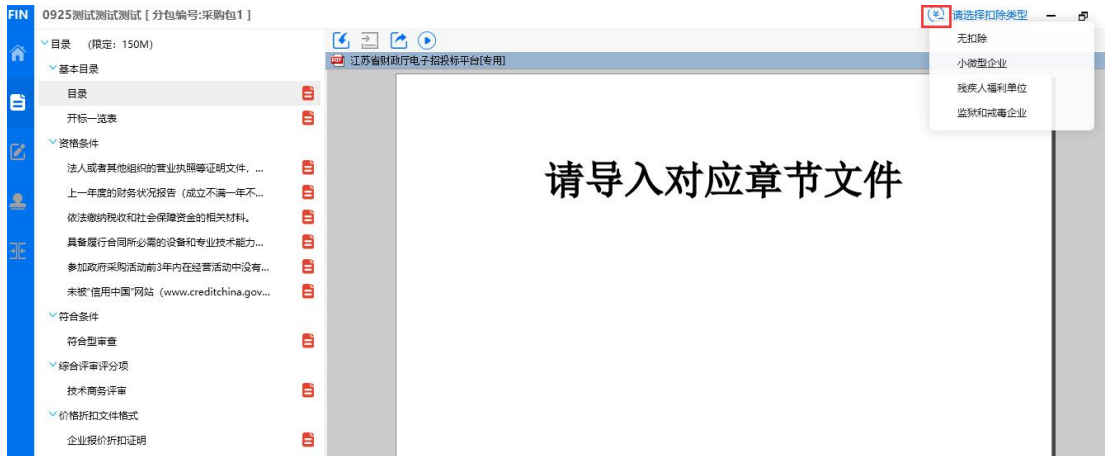 FIN
0925测试测试测试 [ 分包编号:采购包1 ]
请选择扣除类型
无扣除
小微型企业
残疾人福利单位
监狱和戒毒企业
目录 (限定: 150M)
基本目录
目录
开标一览表
资格条件
法人或者其他组织的营业执照等证明文件, ...
上一年度的财务状况报告（成立不满一年不...
依法缴纳税收和社会保障资金的相关材料。
具备履行合同所必需的设备和专业技术能力...
参加政府采购活动前3年内在经营活动中没有...
未被"信用中国"网站（www.creditchina.gov...
符合条件
符合型审查
综合评审评分项
技术商务评审
价格折扣文件格式
企业报价折扣证明
江苏省财政厅电子招投标平台[专用]
请导入对应章节文件